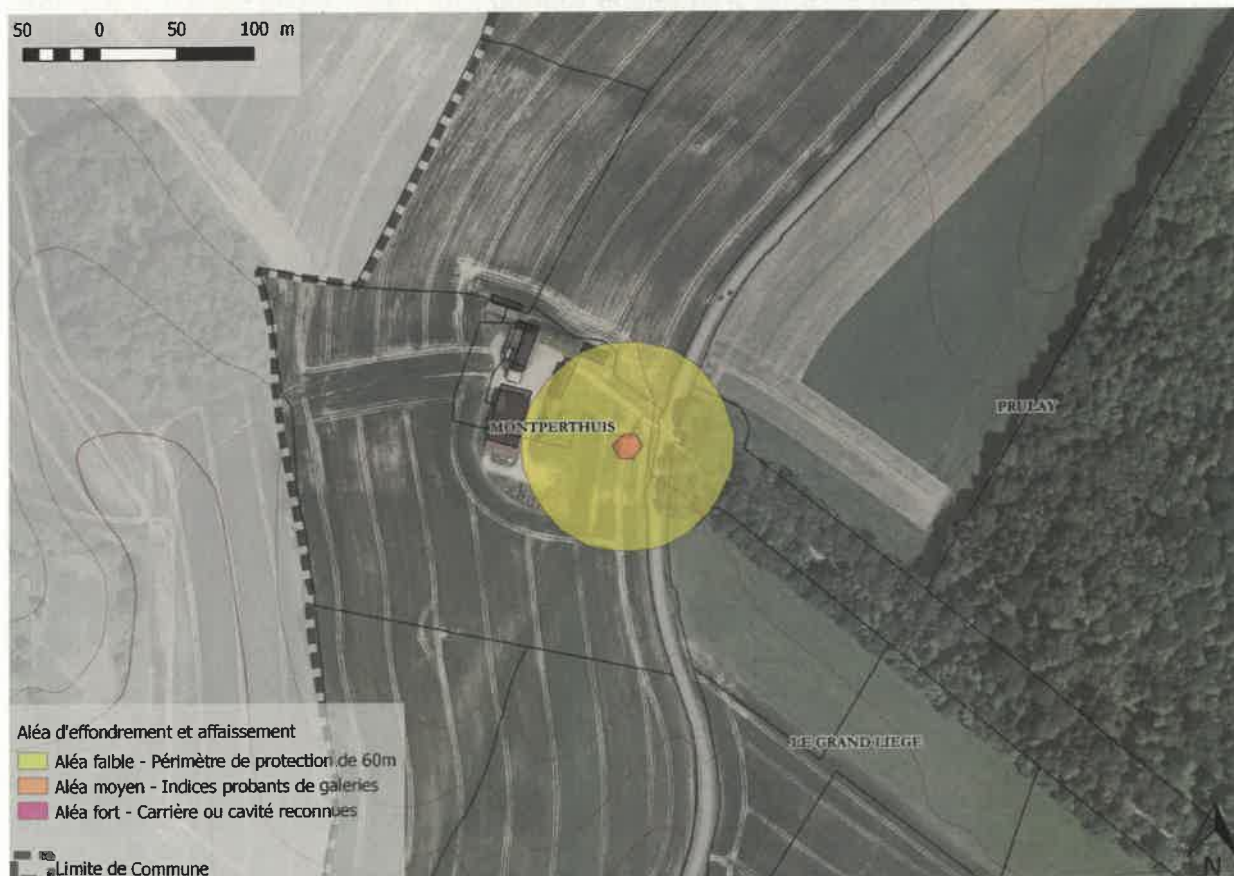 50 0 50 100 m
PRULAY
MONTPERTHUIS
LE GRAND LIEGE
Aléa d'effondrement et affaissement
Aléa faible - Périmètre de protection de 60m
Aléa moyen - Indices probants de galeries
Aléa fort - Carrière ou cavité reconnues
Limite de Commune
N